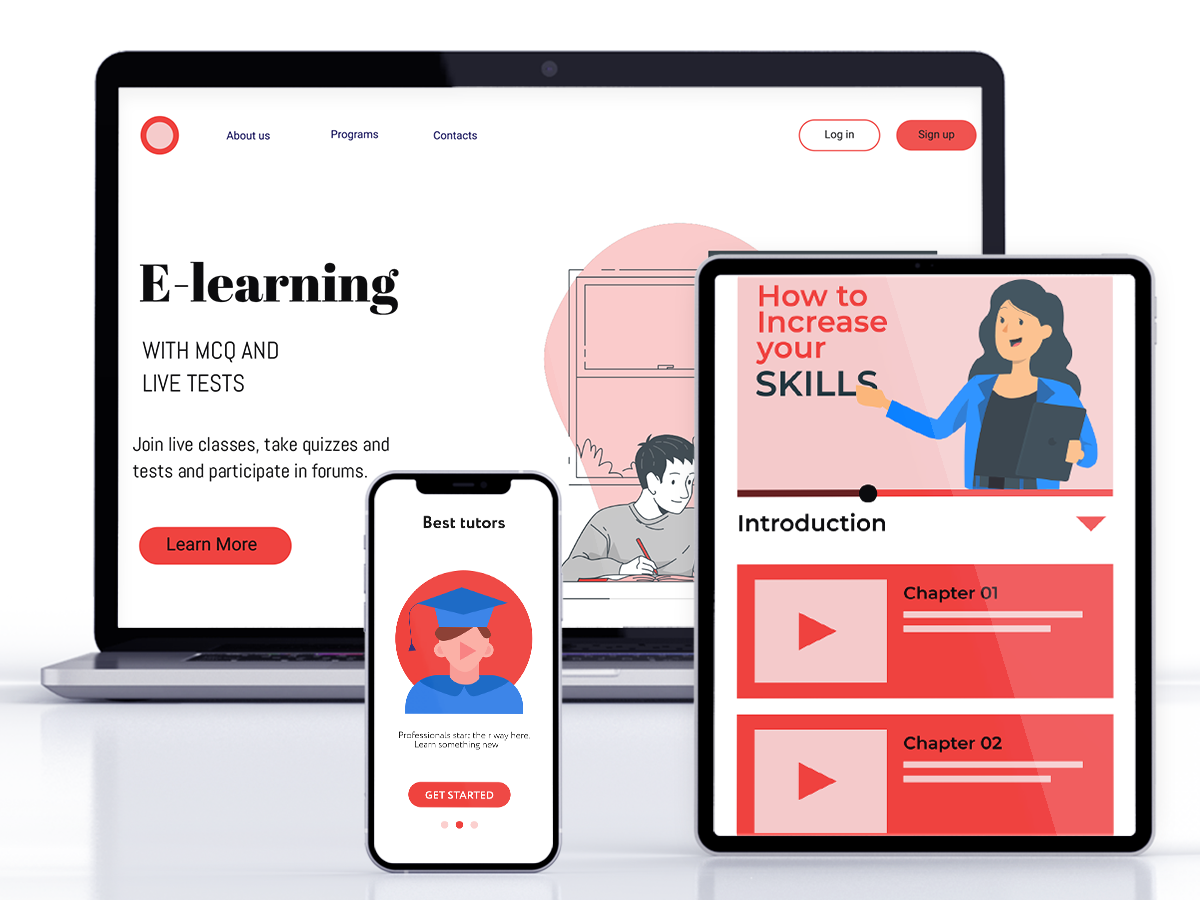 About us
Programs
Contacts
Log in
Sign up
E-learning
WITH MCQ AND
LIVE TESTS
Join live classes, take quizzes and
tests and participate in forums.
Learn More
Best tutors
Professionals start their way here.
Learn something new
GET STARTED
How to
Increase
your
SKILLS
Introduction
Chapter 01
Chapter 02